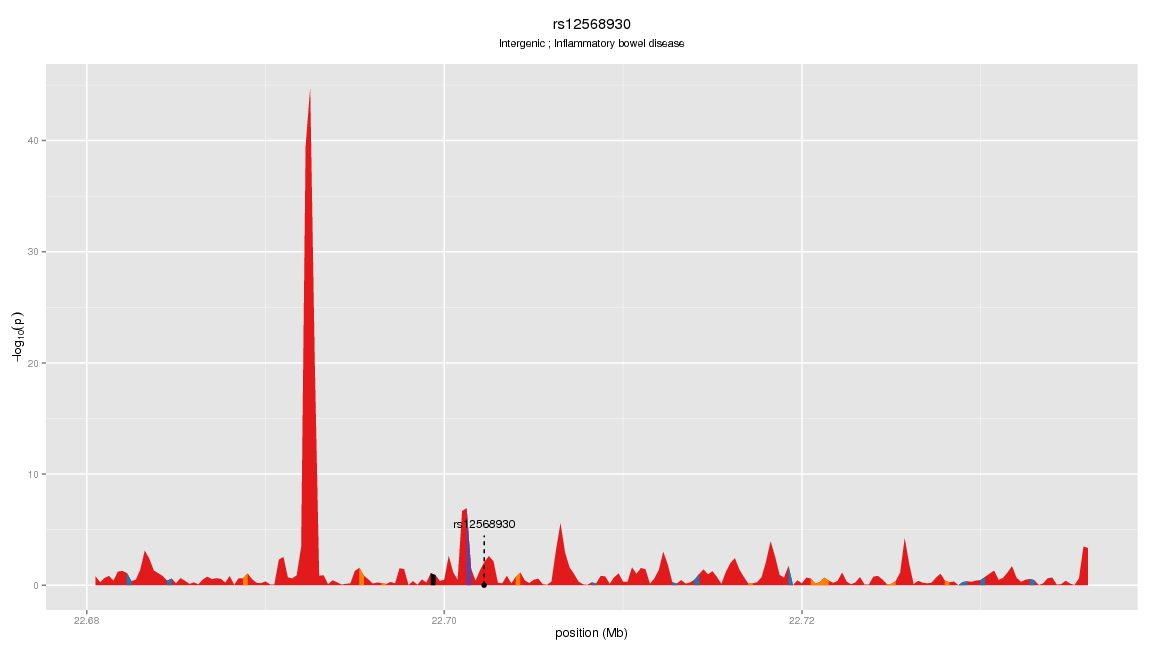 rs12568930
Intergenic ; Inflammatory bowel disease
−log10(p)
40
30
20
10
0
rs12568930
22.68
22.70
22.72
position (Mb)